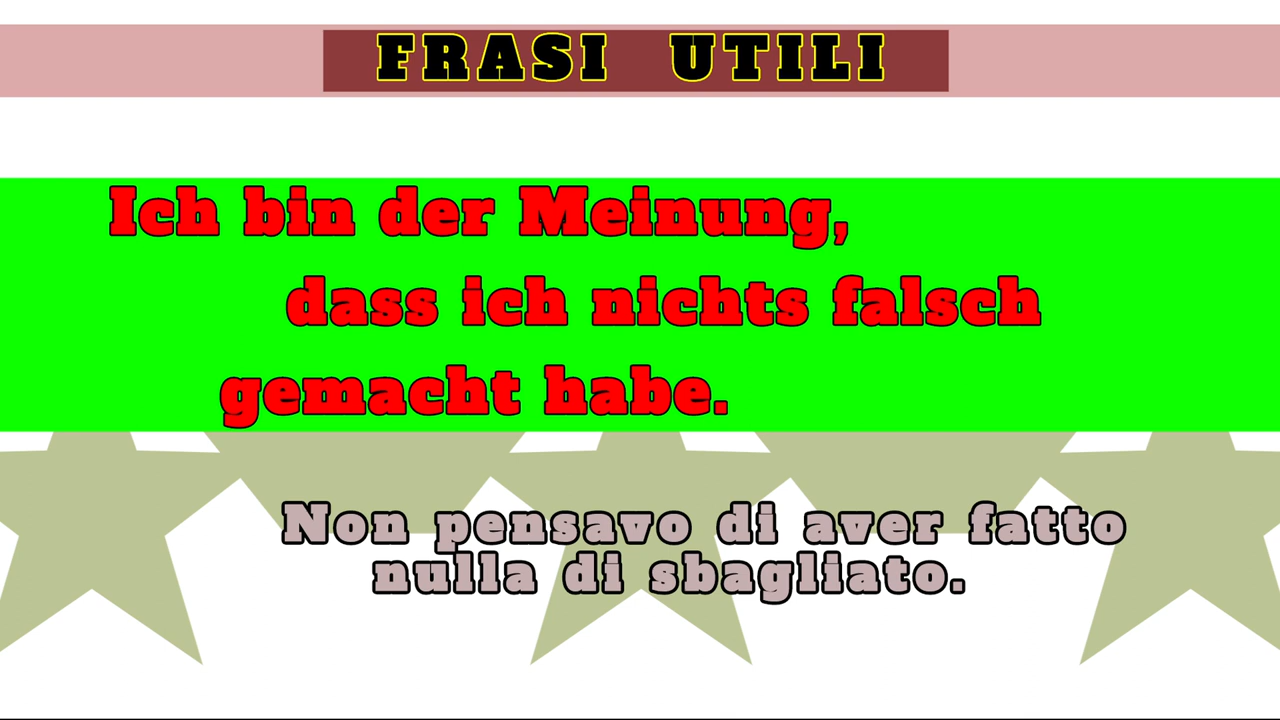 FRASI UTILI
Ich bin der Meinung,
dass ich nichts falsch
gemacht habe.
Non pensavo di aver fatto
nulla di sbagliato.